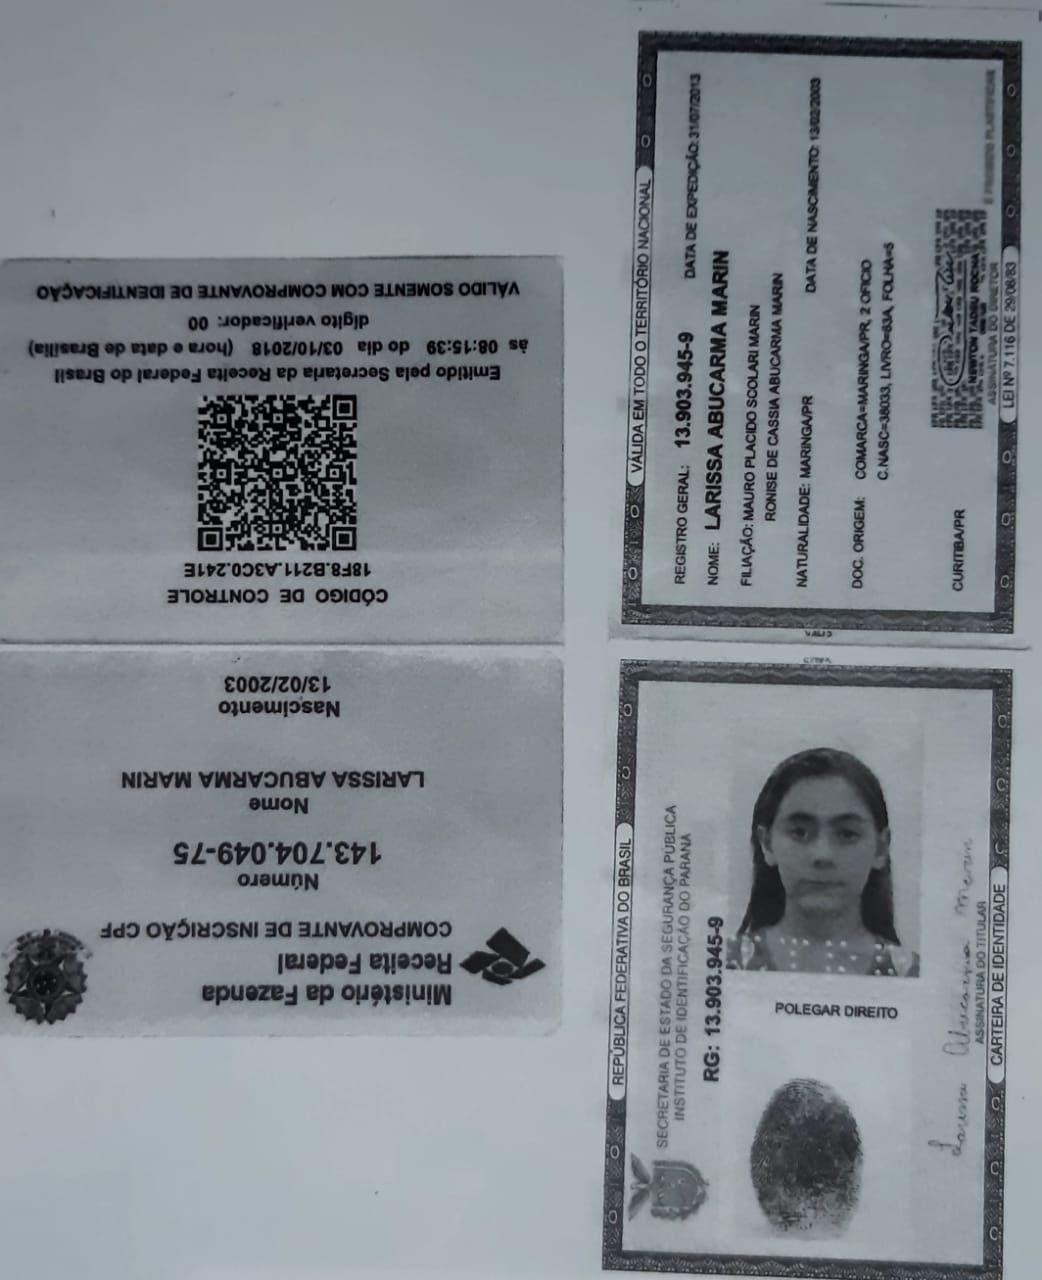 VÁLIDA EM TODO O TERRITÓRIO NACIONAL
REGISTRO GERAL: 13.903.945-9 DATA DE EXPEDIÇÃO: 31/07/2013
NOME: LARISSA ABUCARMA MARIN
FILIAÇÃO: MAURO PLACIDO SCOLARI MARIN
RONISE DE CASSIA ABUCARMA MARIN
NATURALIDADE: MARINGA/PR DATA DE NASCIMENTO: 13/02/2003
DOC. ORIGEM: COMARCA=MARINGA/PR, 2 OFICIO
C.NASC=38033, LIVRO=83A, FOLHA=5
CURITIBA/PR
NEWTON TADEU ROCHA
ASSINATURA DO DIRETOR
LEI Nº 7.116 DE 29/08/83
É PROIBIDO PLASTIFICAR
REPÚBLICA FEDERATIVA DO BRASIL
SECRETARIA DE ESTADO DA SEGURANÇA PÚBLICA
INSTITUTO DE IDENTIFICAÇÃO DO PARANÁ
RG: 13.903.945-9
POLEGAR DIREITO
Larissa Abucarma Marin
ASSINATURA DO TITULAR
CARTEIRA DE IDENTIDADE
Ministério da Fazenda
Receita Federal
COMPROVANTE DE INSCRIÇÃO CPF
Número
143.704.049-75
Nome
LARISSA ABUCARMA MARIN
Nascimento
13/02/2003
CÓDIGO DE CONTROLE
18F8.B211.A3C0.241E
Emitido pela Secretaria da Receita Federal do Brasil
às 08:15:39 do dia 03/10/2018 (hora e data de Brasília)
dígito verificador: 00
VÁLIDO SOMENTE COM COMPROVANTE DE IDENTIFICAÇÃO